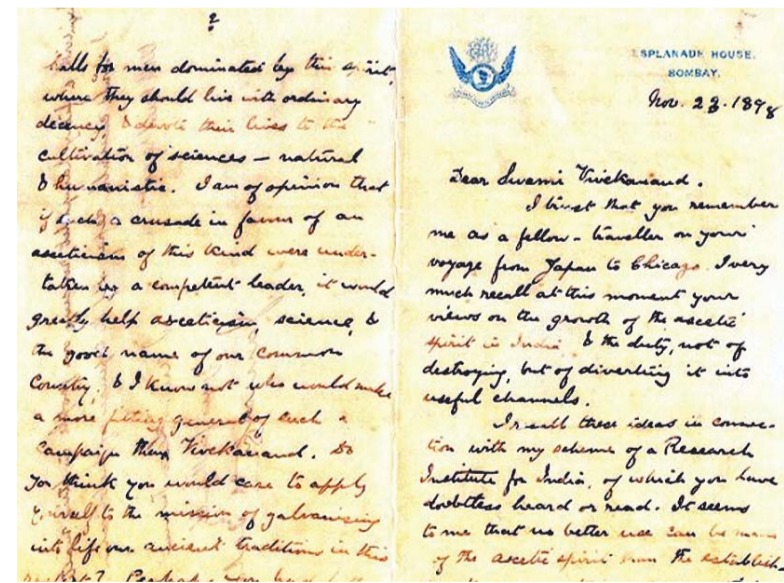 ESPLANADE HOUSE.
BOMBAY.
Nov. 23. 1898
Dear Swami Vivekanand.
I trust that you remember
me as a fellow-traveller on your
voyage from Japan to Chicago. I very
much recall at this moment your
views on the growth of the ascetic
spirit in India, & the duty, not of
destroying, but of diverting it into
useful channels.
I recall these ideas in connec-
tion with my scheme of a Research
Institute for India, of which you have
doubtless heard or read. It seems
to me that no better use can be made
of the ascetic spirit than the establish
2
halls for men dominated by this spirit,
where they should live with ordinary
decency & devote their lives to the
cultivation of sciences – natural
& humanistic. I am of opinion that
if such a crusade in favour of an
asceticism of this kind were under-
taken by a competent leader, it would
greatly help asceticism, science, &
the good name of our common
country, & I know not who would make
a more fitting general of such a
campaign than Vivekanand. Do
you think you would care to apply
yourself to the mission of galvanising
into life our ancient traditions in this
Perhaps you had